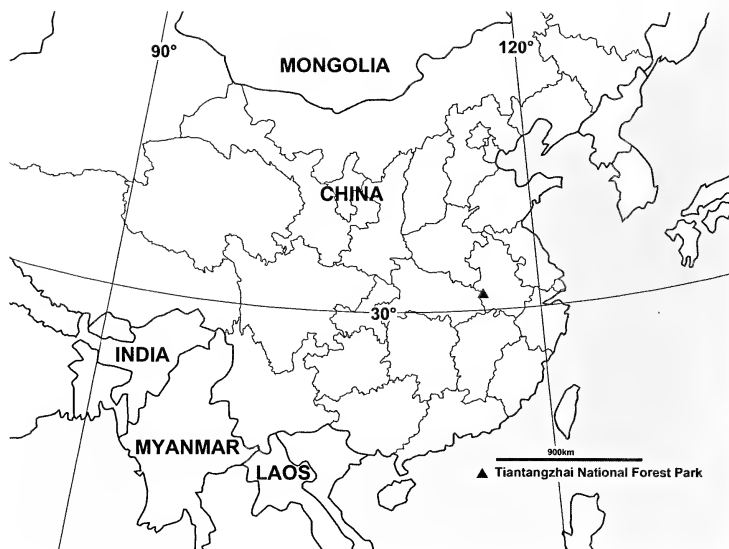 90°
120°
MONGOLIA
CHINA
30°
INDIA
MYANMAR
LAOS
900km
▲ Tiantangzhai National Forest Park